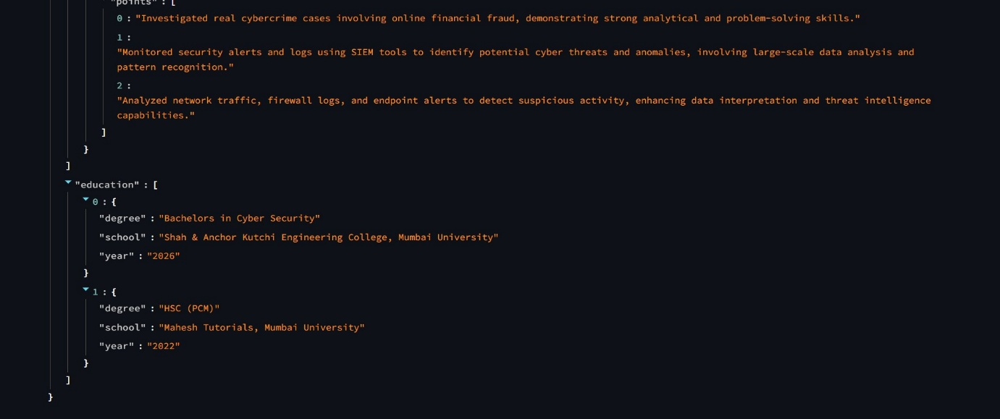 "points" : [
0 : "Investigated real cybercrime cases involving online financial fraud, demonstrating strong analytical and problem-solving skills."
1 :
"Monitored security alerts and logs using SIEM tools to identify potential cyber threats and anomalies, involving large-scale data analysis and
pattern recognition."
2 :
"Analyzed network traffic, firewall logs, and endpoint alerts to detect suspicious activity, enhancing data interpretation and threat intelligence
capabilities."
]
}
]
"education" : [
0 : {
"degree" : "Bachelors in Cyber Security"
"school" : "Shah & Anchor Kutchi Engineering College, Mumbai University"
"year" : "2026"
}
1 : {
"degree" : "HSC (PCM)"
"school" : "Mahesh Tutorials, Mumbai University"
"year" : "2022"
}
]
}